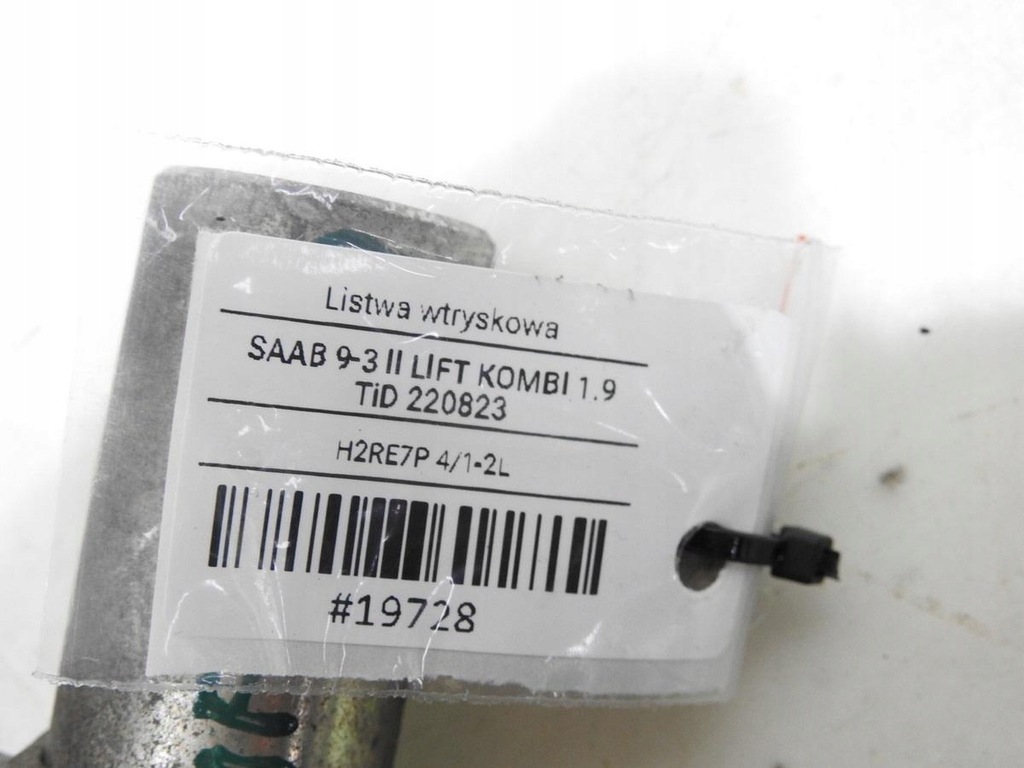 Listwa wtryskowa
SAAB 9-3 II LIFT KOMBI 1.9
TiD 220823
H2RE7P 4/1-2L
#19728